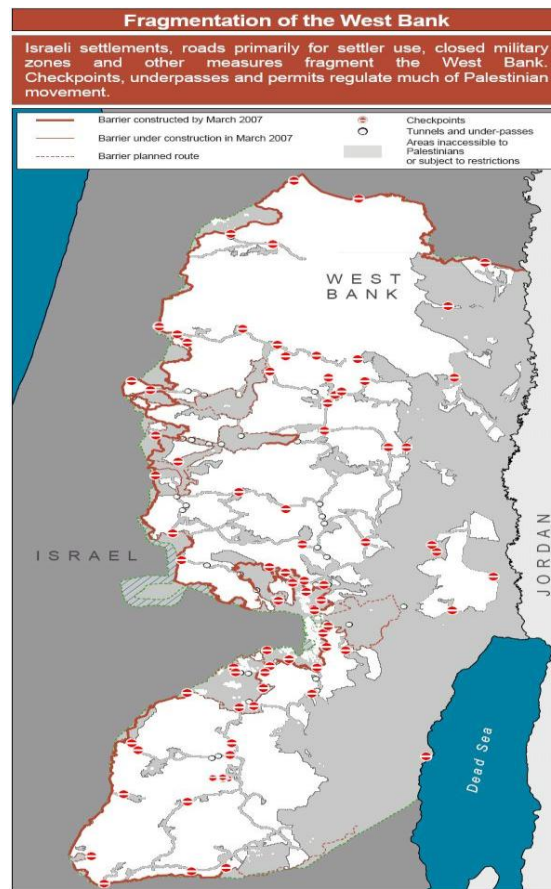 Fragmentation of the West Bank
Israeli settlements, roads primarily for settler use, closed military
zones and other measures fragment the West Bank.
Checkpoints, underpasses and permits regulate much of Palestinian
movement.
Barrier constructed by March 2007
Barrier under construction in March 2007
Barrier planned route
Checkpoints
Tunnels and under-passes
Areas inaccessible to
Palestinians
or subject to restrictions
WEST
BANK
ISRAEL
JORDAN
Dead Sea